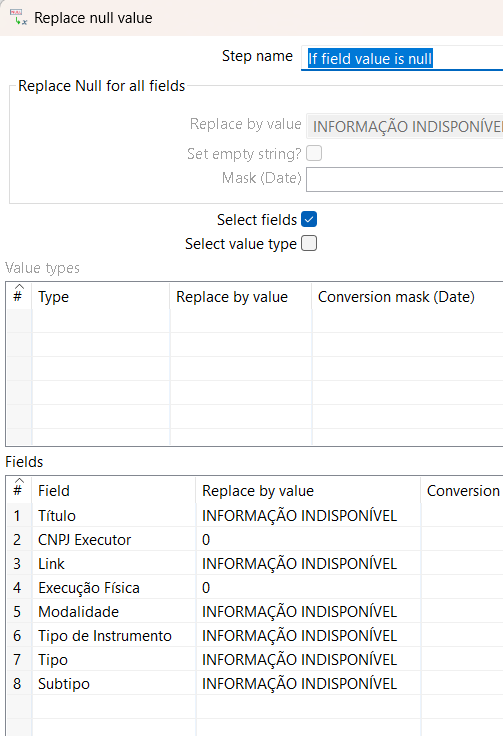 Replace null value
Step name If field value is null
Replace Null for all fields
Replace by value INFORMAÇÃO INDISPONÍVE
Set empty string?
Mask (Date)
Select fields
Select value type
Value types
# Type Replace by value Conversion mask (Date)
Fields
# Field Replace by value Conversion
1 Título INFORMAÇÃO INDISPONÍVEL
2 CNPJ Executor 0
3 Link INFORMAÇÃO INDISPONÍVEL
4 Execução Física 0
5 Modalidade INFORMAÇÃO INDISPONÍVEL
6 Tipo de Instrumento INFORMAÇÃO INDISPONÍVEL
7 Tipo INFORMAÇÃO INDISPONÍVEL
8 Subtipo INFORMAÇÃO INDISPONÍVEL